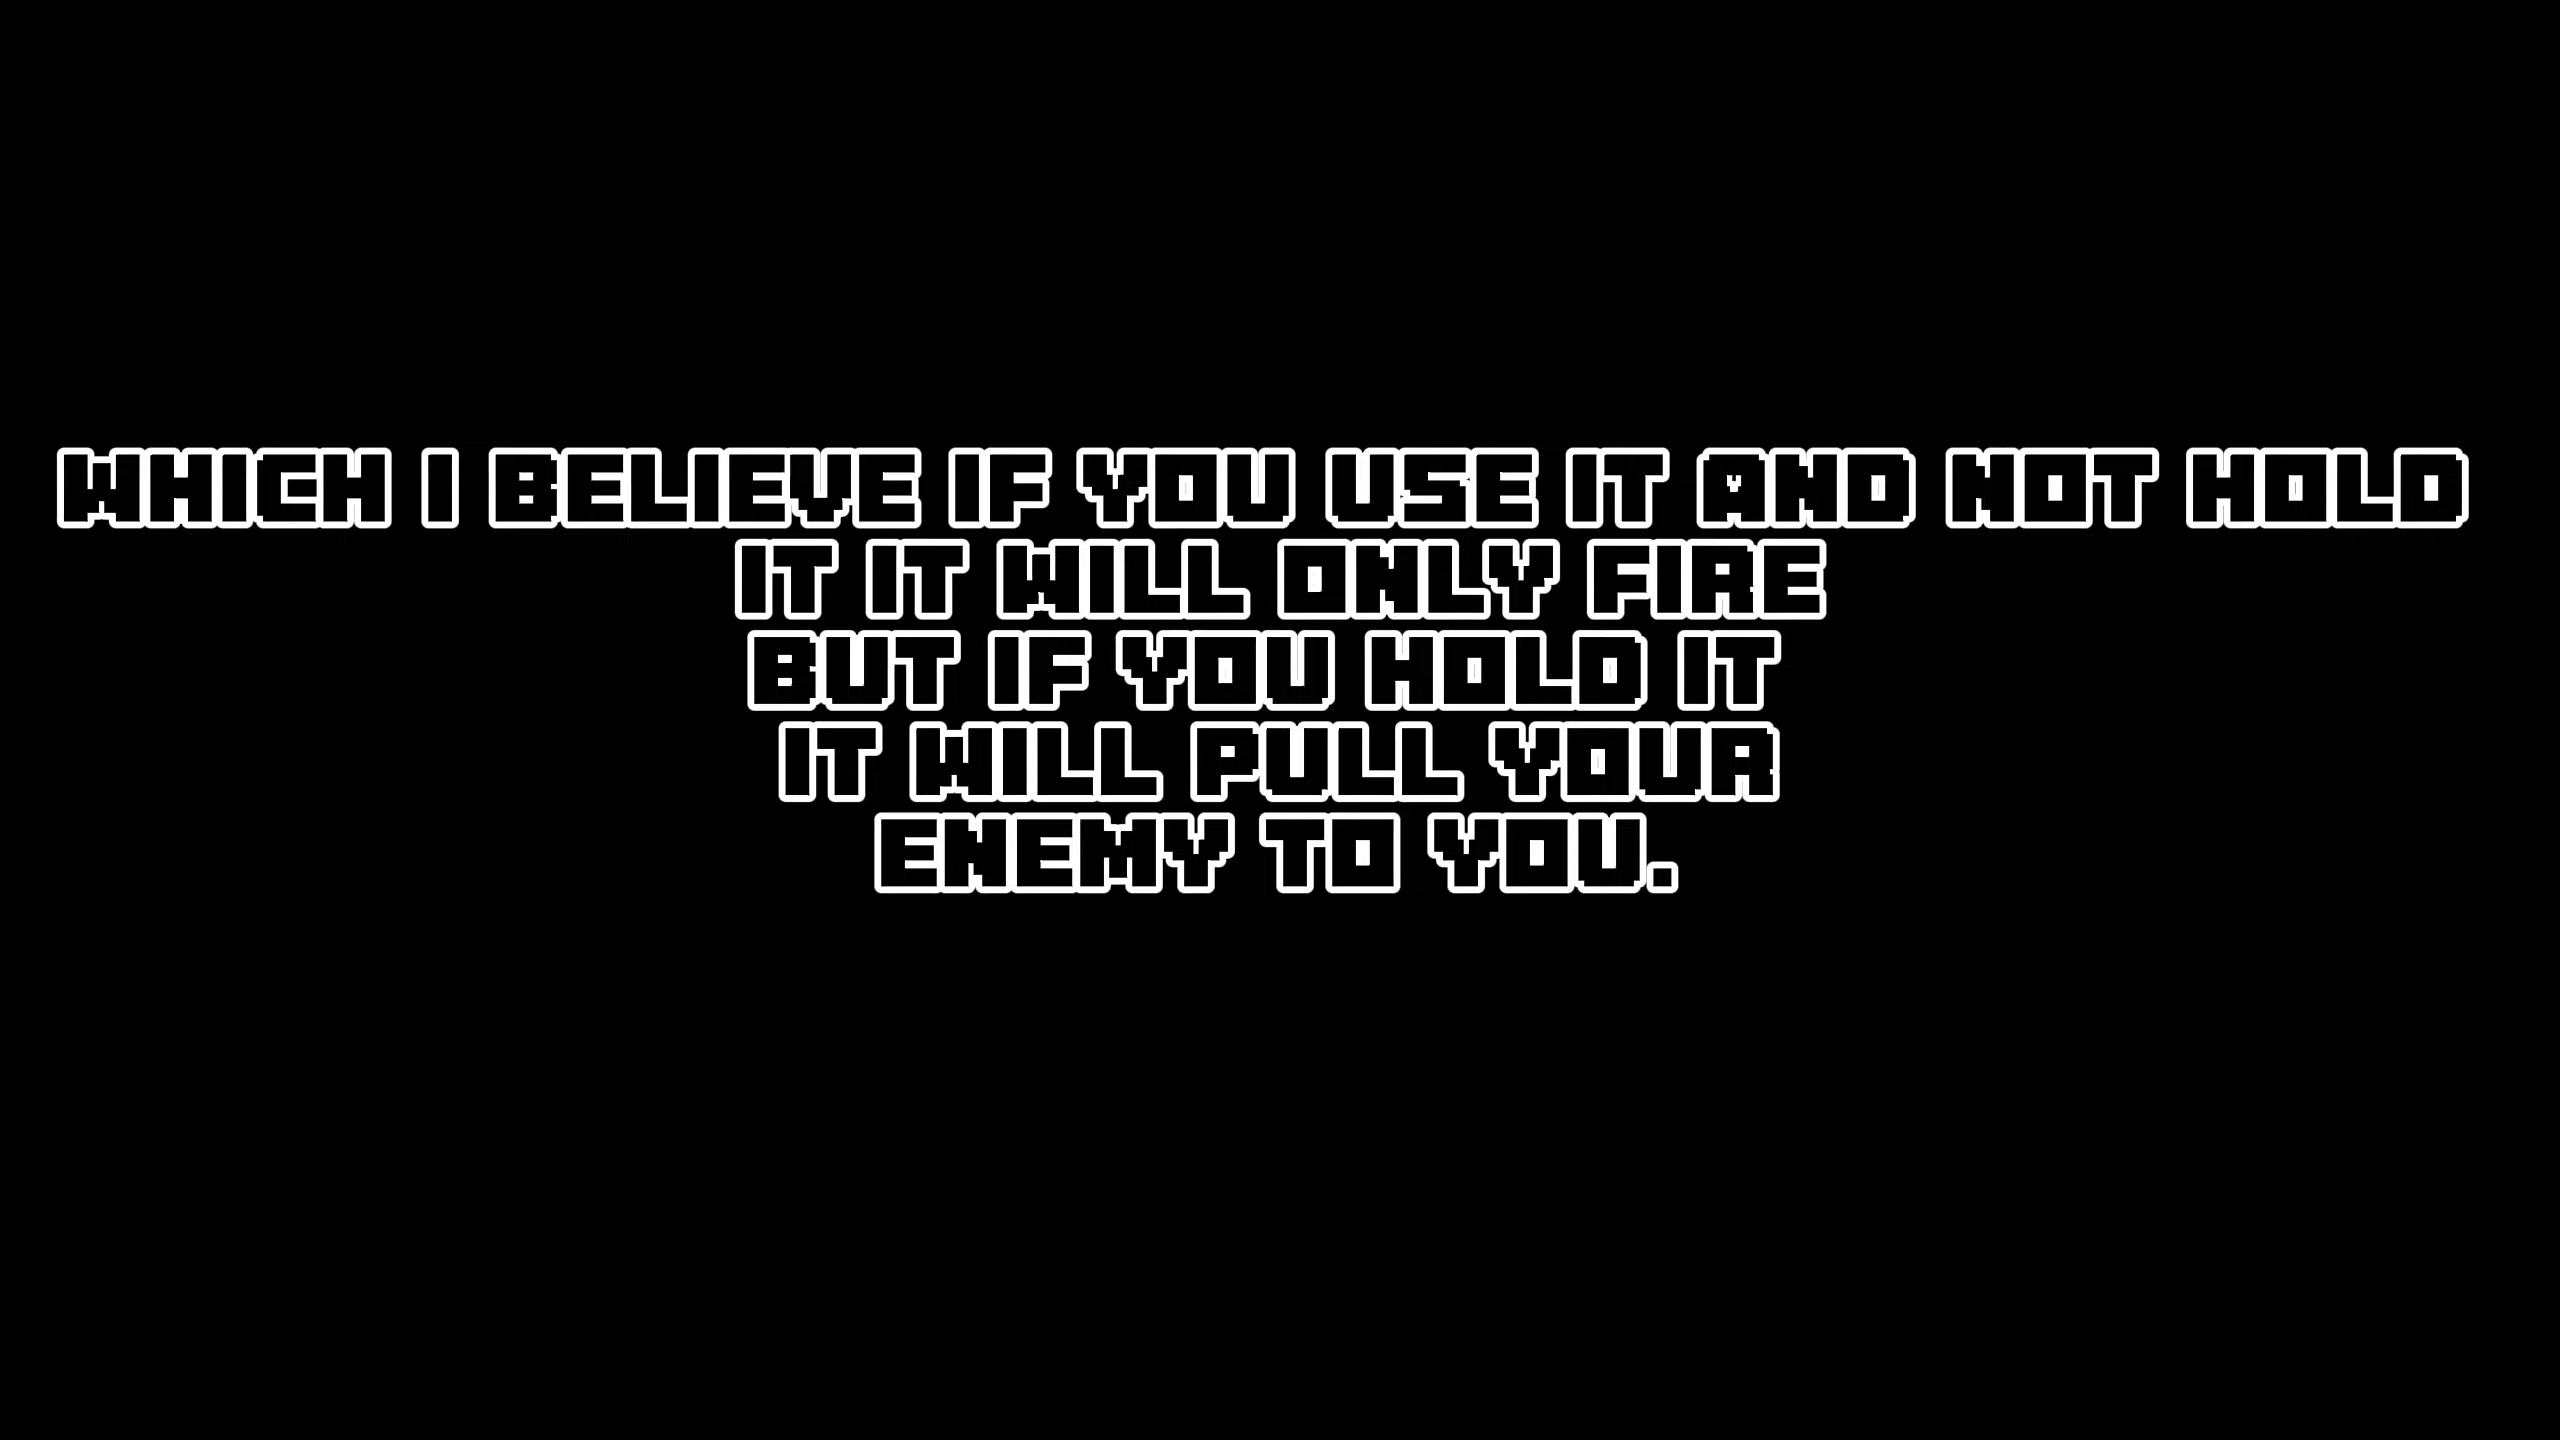 WHICH I BELIEVE IF YOU USE IT AND NOT HOLD
IT IT WILL ONLY FIRE
BUT IF YOU HOLD IT
IT WILL PULL YOUR
ENEMY TO YOU.